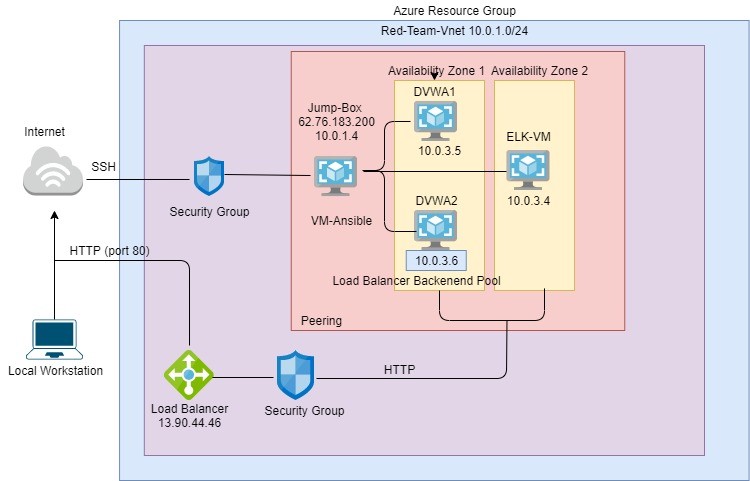 Azure Resource Group
Red-Team-Vnet 10.0.1.0/24
Availability Zone 1
Availability Zone 2
DVWA1
Jump-Box
62.76.183.200
10.0.1.4
Internet
ELK-VM
10.0.3.5
SSH
10.0.3.4
DVWA2
Security Group
VM-Ansible
HTTP (port 80)
10.0.3.6
Load Balancer Backenend Pool
Peering
Local Workstation
HTTP
Load Balancer
13.90.44.46
Security Group